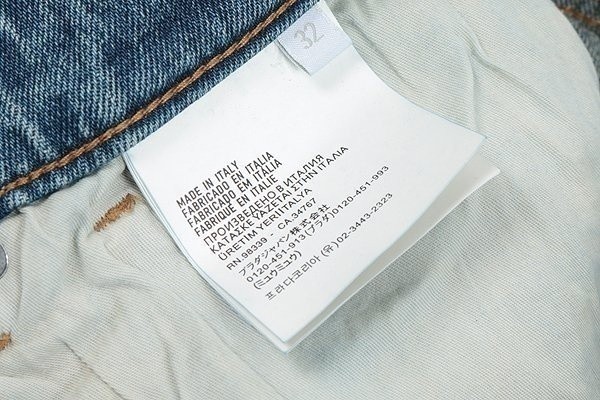 32
MADE IN ITALY
FABRICADO EN ITALIA
FABRICADO EM ITALIA
FABRIQUE EN ITALIE
ПРОИЗВЕДЕНО В ИТАЛИЯ
ΚΑΤΑΣΚΕΥΑΖΕΤΑΙ ΣΤΗΝ ΙΤΑΛΙΑ
ÜRETIM YERI:ITALYA
RN.98339 - CA.34767
プラダジャパン株式会社
0120-451-913 (プラダ)0120-451-993
(ミュウミュウ)
프라다코리아 (유) 02-3443-2323